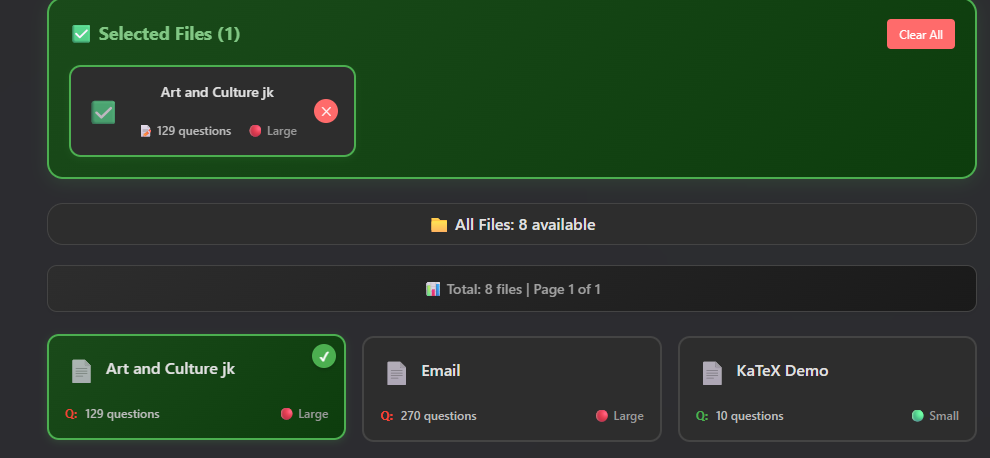 Selected Files (1)
Clear All
Art and Culture jk
129 questions Large
All Files: 8 available
Total: 8 files | Page 1 of 1
Art and Culture jk
Q: 129 questions Large
Email
Q: 270 questions Large
KaTeX Demo
Q: 10 questions Small